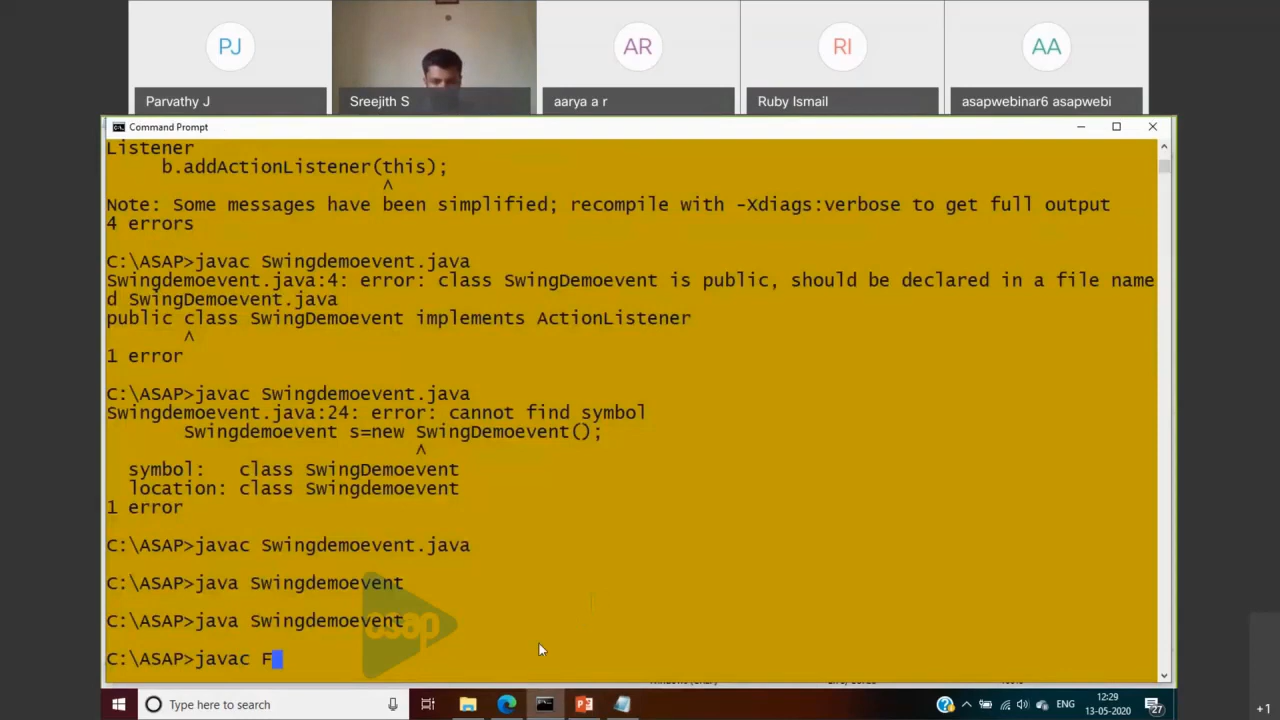 PJ
AR
RI
AA
Parvathy J
Sreejith S
aarya a r
Ruby Ismail
asapwebinar6 asapwebi
Command Prompt
Listener
b.addActionListener(this);
^
Note: Some messages have been simplified; recompile with -Xdiags:verbose to get full output
4 errors
C:\ASAP>javac Swingdemoevent.java
Swingdemoevent.java:4: error: class SwingDemoevent is public, should be declared in a file name
d SwingDemoevent.java
public class SwingDemoevent implements ActionListener
^
1 error
C:\ASAP>javac Swingdemoevent.java
Swingdemoevent.java:24: error: cannot find symbol
Swingdemoevent s=new SwingDemoevent();
^
symbol: class SwingDemoevent
location: class Swingdemoevent
1 error
C:\ASAP>javac Swingdemoevent.java
C:\ASAP>java Swingdemoevent
C:\ASAP>java Swingdemoevent
asap
C:\ASAP>javac F
Type here to search
ENG
12:29
13-05-2020
27
+1